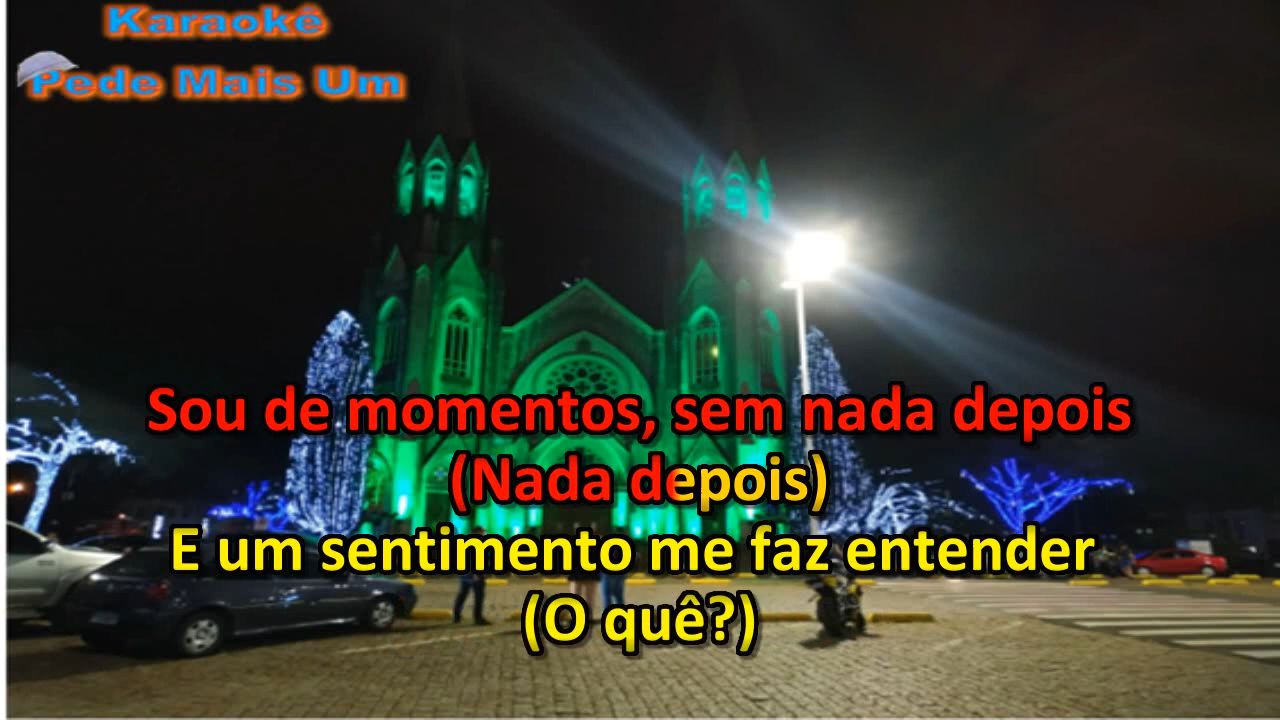 Karaokê
Pede Mais Um
Sou de momentos, sem nada depois
(Nada depois)
E um sentimento me faz entender
(O quê?)